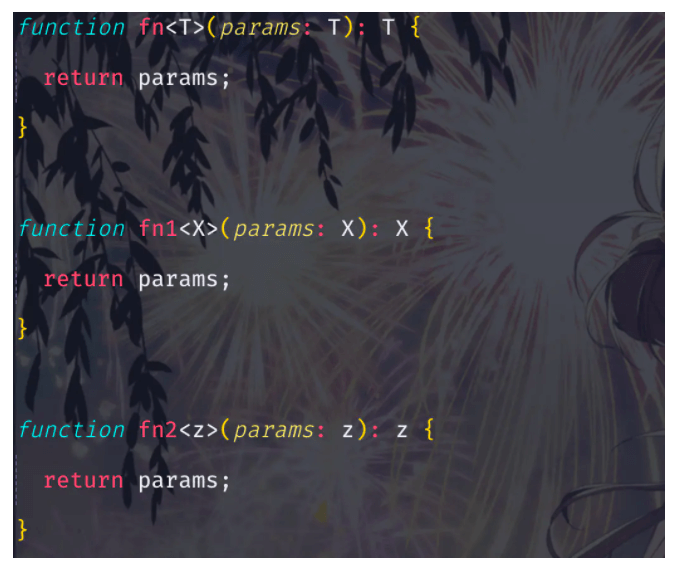 function fn<T>(params: T): T {
return params;
}
function fn1<X>(params: X): X {
return params;
}
function fn2<z>(params: z): z {
return params;
}